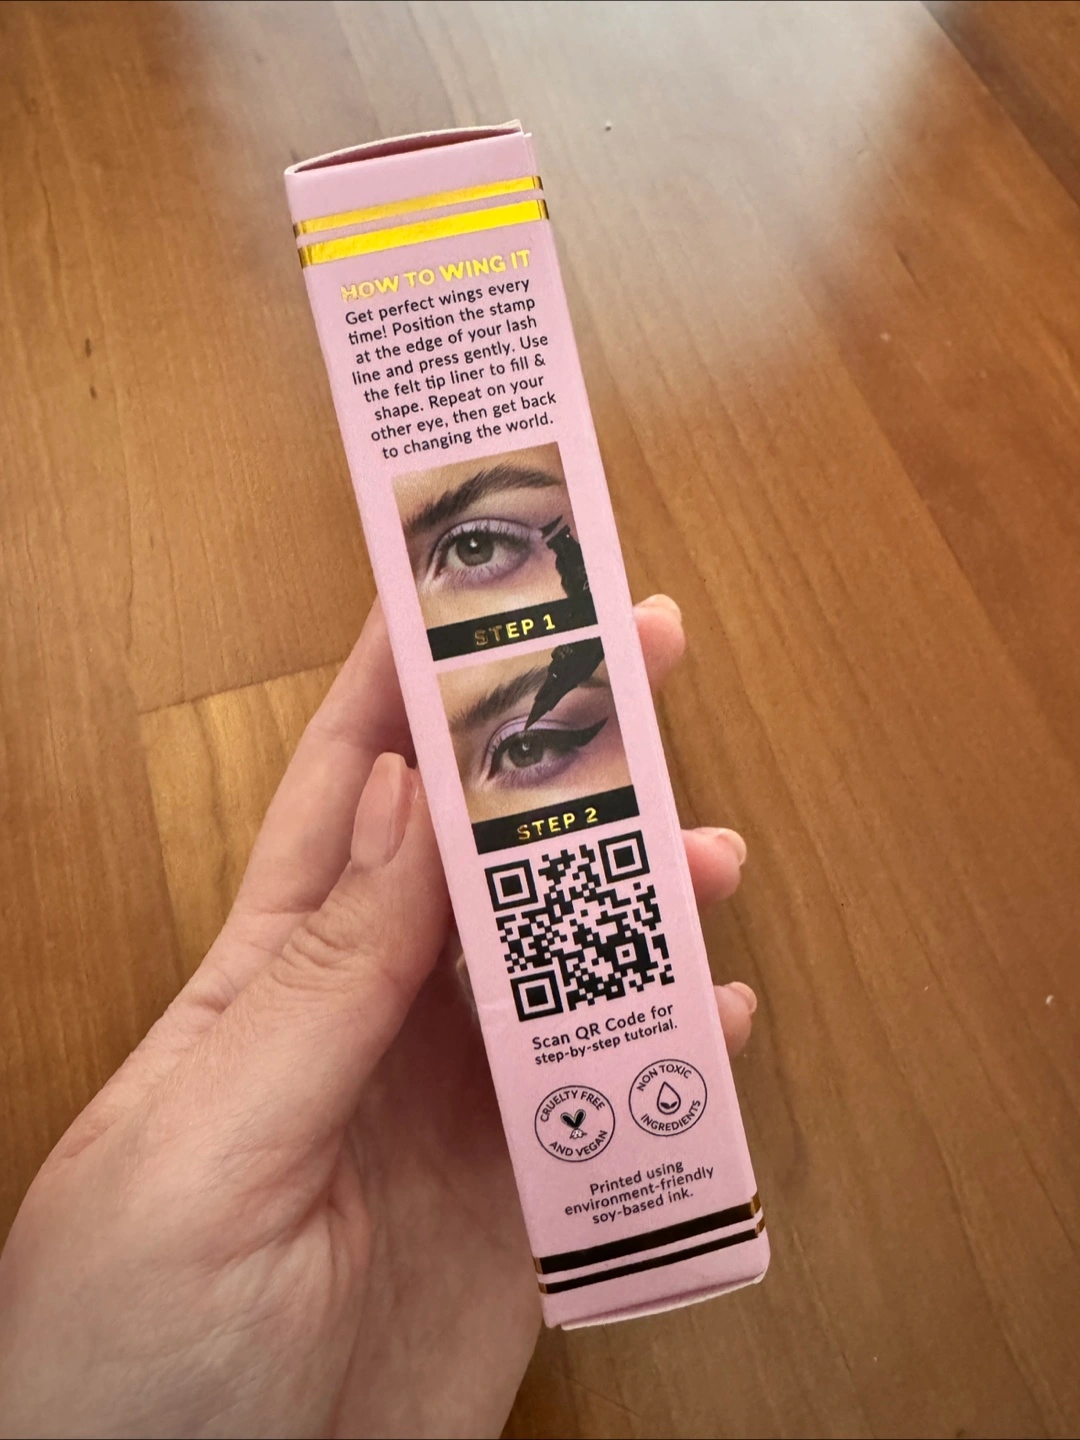 HOW TO WING IT
Get perfect wings every
time! Position the stamp
at the edge of your lash
line and press gently. Use
the felt tip liner to fill &
shape. Repeat on your
other eye, then get back
to changing the world.
STEP 1
STEP 2
Scan QR Code for
step-by-step tutorial.
CRUELTY FREE
AND VEGAN
NON TOXIC
INGREDIENTS
Printed using
environment-friendly
soy-based ink.